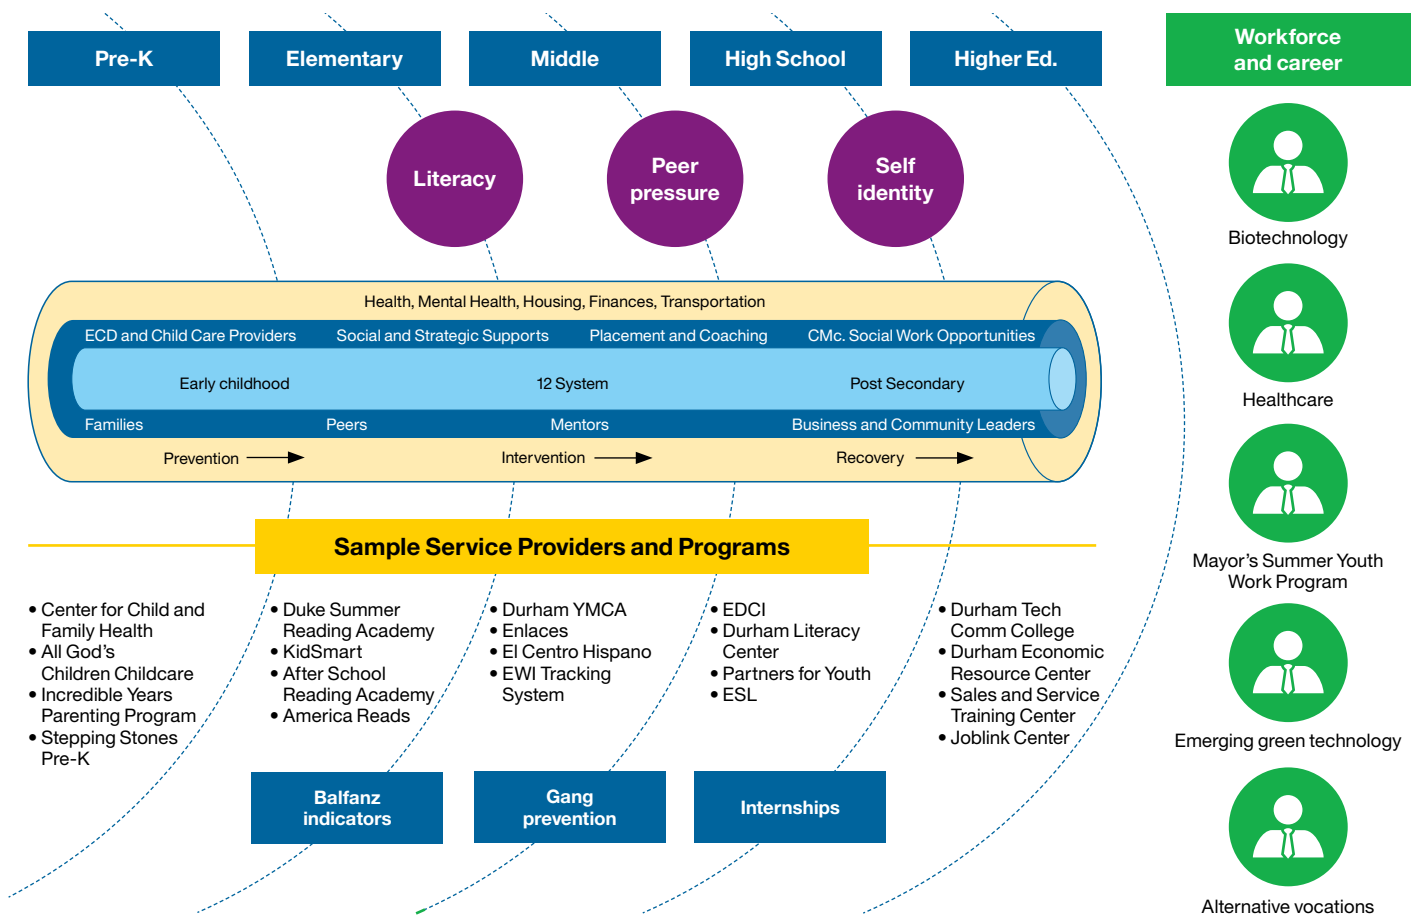 Pre-K
Elementary
Middle
High School
Higher Ed.
Workforce
and career
Literacy
Peer
pressure
Self
identity
Biotechnology
Healthcare
Mayor’s Summer Youth
Work Program
Emerging green technology
Alternative vocations
Health, Mental Health, Housing, Finances, Transportation
ECD and Child Care Providers
Social and Strategic Supports
Placement and Coaching
CMc. Social Work Opportunities
Early childhood
12 System
Post Secondary
Families
Peers
Mentors
Business and Community Leaders
Prevention
Intervention
Recovery
Sample Service Providers and Programs
• Center for Child and
Family Health
• All God’s
Children Childcare
• Incredible Years
Parenting Program
• Stepping Stones
Pre-K
• Duke Summer
Reading Academy
• KidSmart
• After School
Reading Academy
• America Reads
• Durham YMCA
• Enlaces
• El Centro Hispano
• EWI Tracking
System
• EDCI
• Durham Literacy
Center
• Partners for Youth
• ESL
• Durham Tech
Comm College
• Durham Economic
Resource Center
• Sales and Service
Training Center
• Joblink Center
Balfanz
indicators
Gang
prevention
Internships